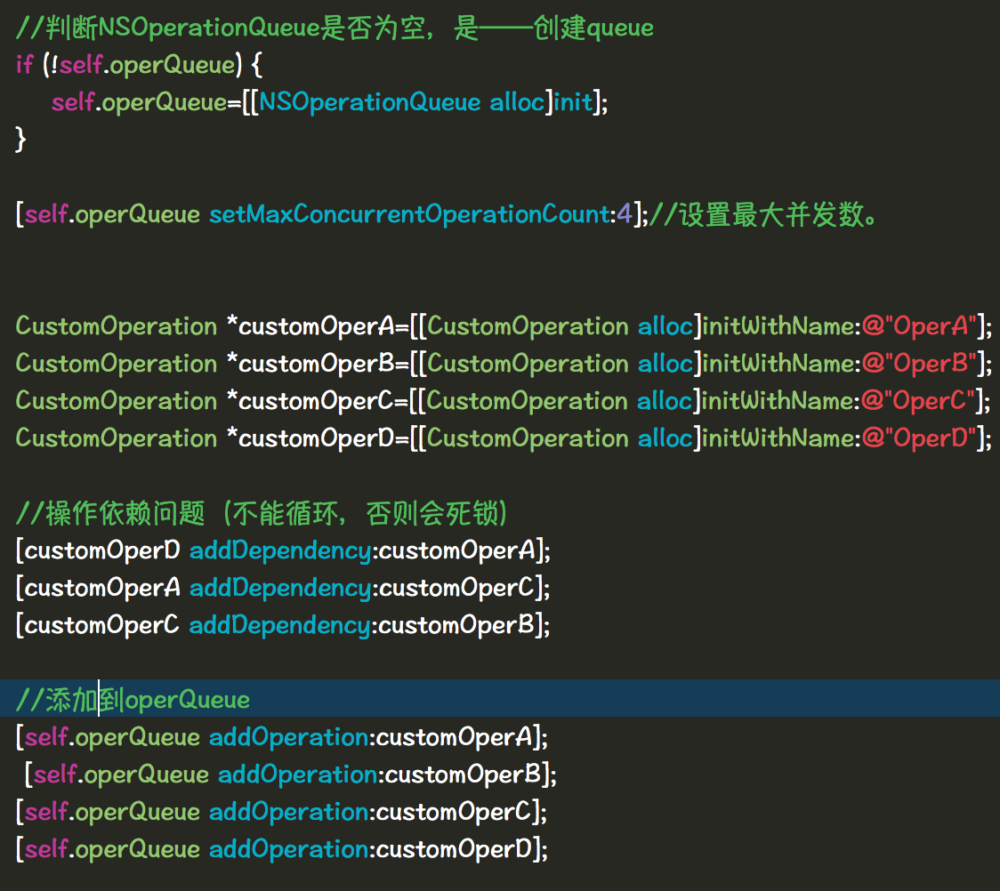 //判断NSOperationQueue是否为空，是——创建queue
if (!self.operQueue) {
self.operQueue=[[NSOperationQueue alloc]init];
}
[self.operQueue setMaxConcurrentOperationCount:4];//设置最大并发数。
CustomOperation *customOperA=[[CustomOperation alloc]initWithName:@"OperA"];
CustomOperation *customOperB=[[CustomOperation alloc]initWithName:@"OperB"];
CustomOperation *customOperC=[[CustomOperation alloc]initWithName:@"OperC"];
CustomOperation *customOperD=[[CustomOperation alloc]initWithName:@"OperD"];
//操作依赖问题（不能循环，否则会死锁）
[customOperD addDependency:customOperA];
[customOperA addDependency:customOperC];
[customOperC addDependency:customOperB];
//添加到operQueue
[self.operQueue addOperation:customOperA];
[self.operQueue addOperation:customOperB];
[self.operQueue addOperation:customOperC];
[self.operQueue addOperation:customOperD];